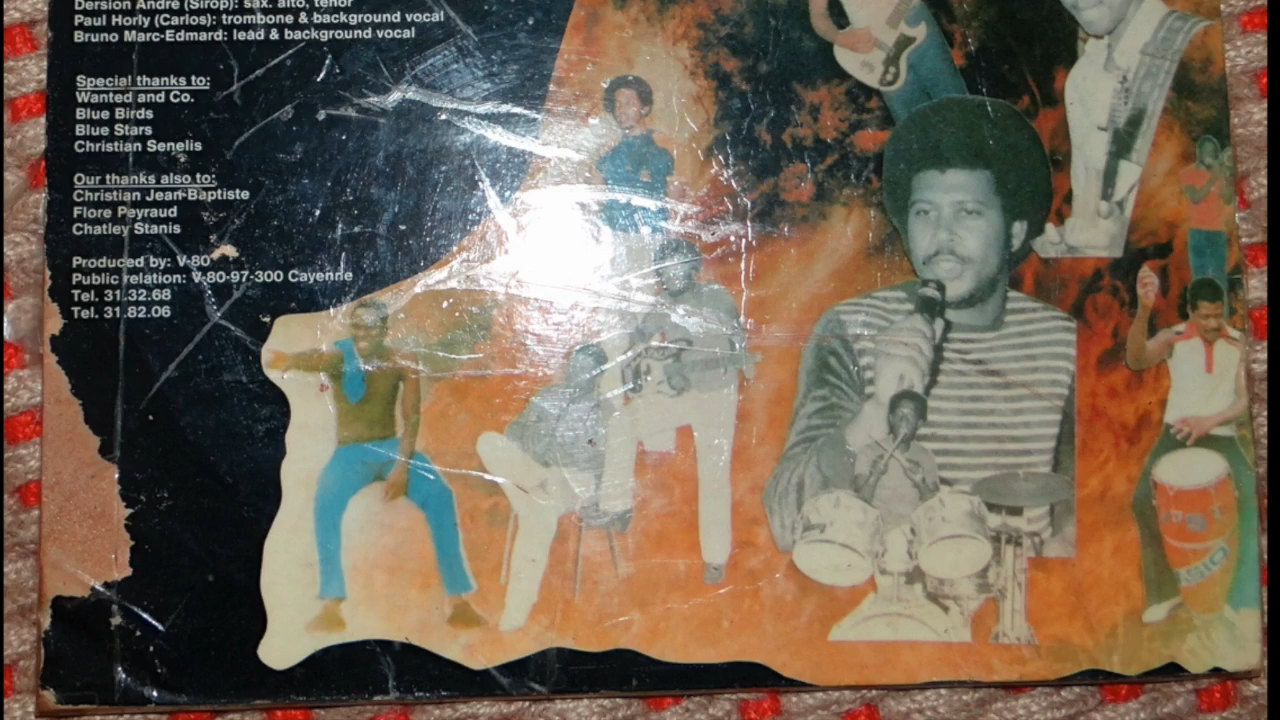 Dersion André (Sirop): sax. alto, tenor
Paul Horly (Carlos): trombone & background vocal
Bruno Marc-Edmard: lead & background vocal
Special thanks to:
Wanted and Co.
Blue Birds
Blue Stars
Christian Senelis
Our thanks also to:
Christian Jean-Baptiste
Flore Peyraud
Chatley Stanis
Produced by: V-80
Public relation: V-80-97-300 Cayenne
Tel. 31.32.68
Tel. 31.82.06